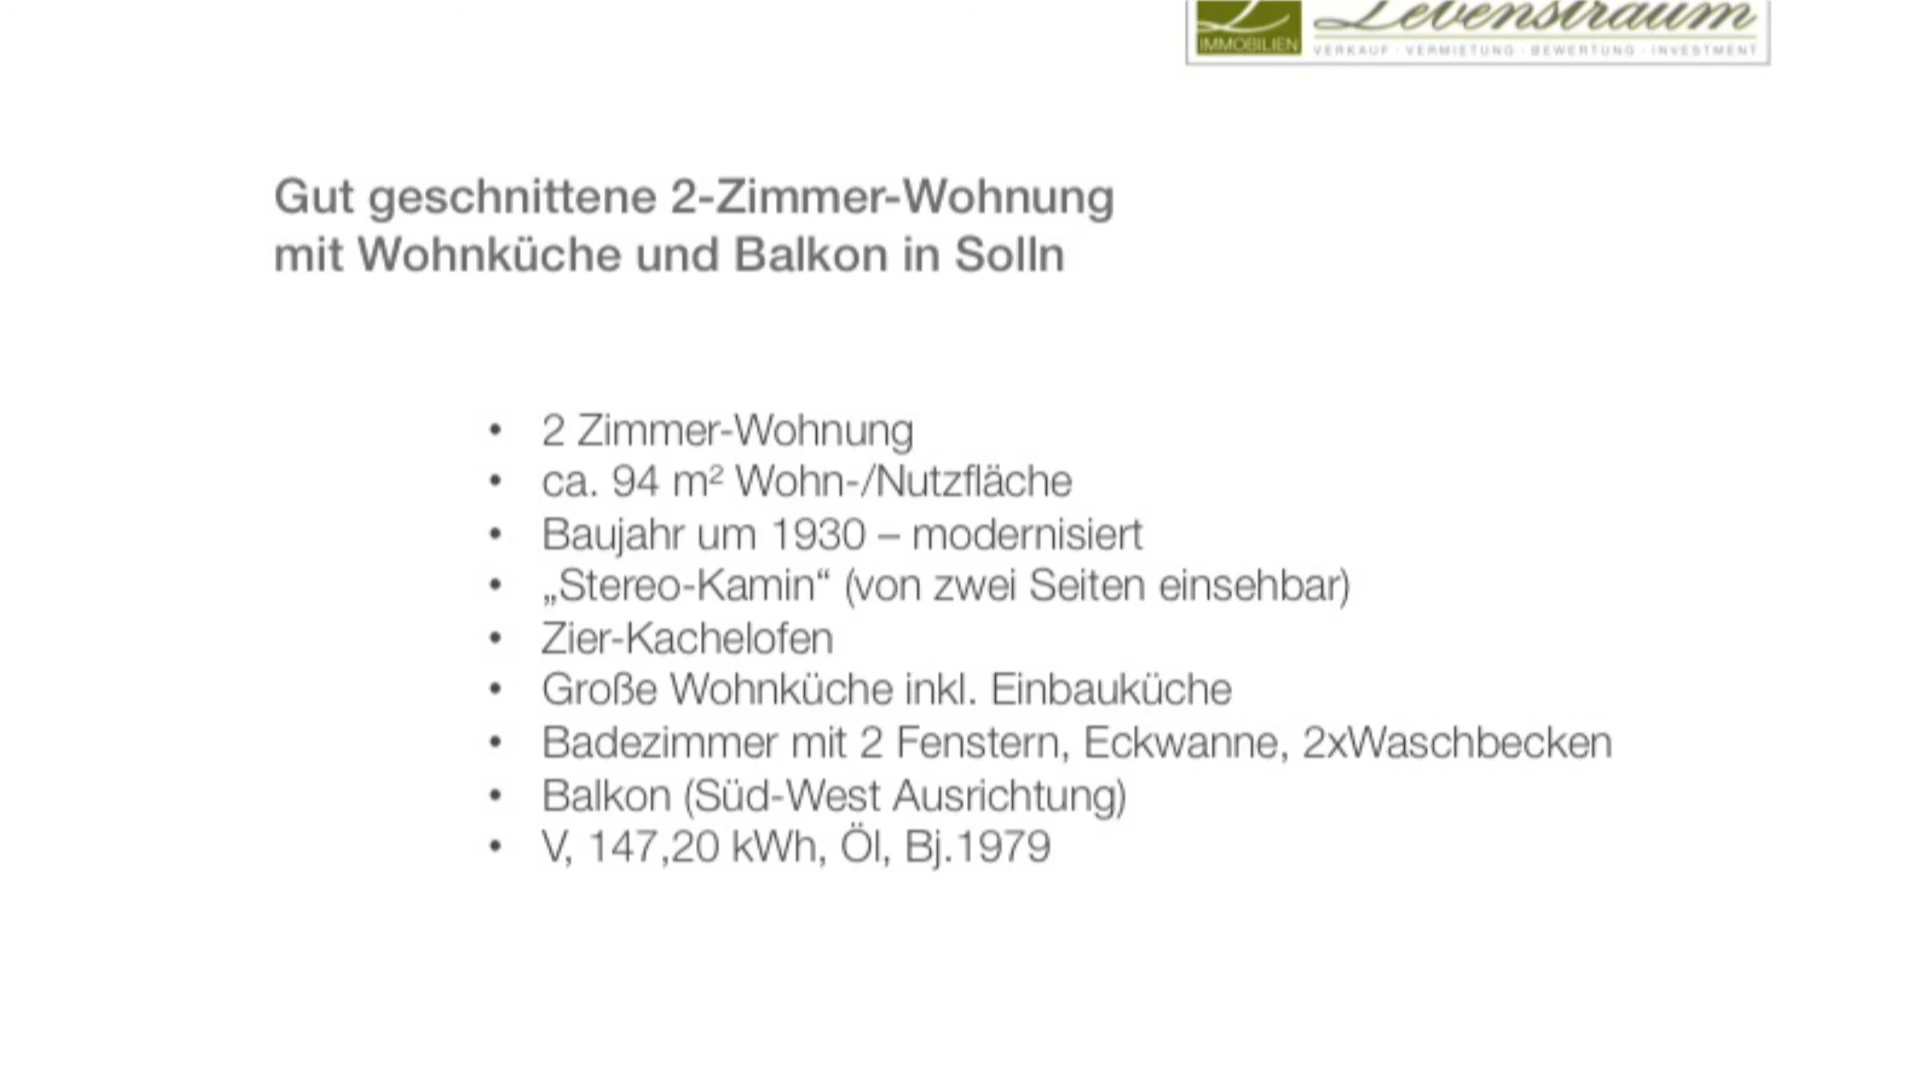 Lebenstraum
IMMOBILIEN
VERKAUF · VERMIETUNG · BEWERTUNG · INVESTMENT
Gut geschnittene 2-Zimmer-Wohnung
mit Wohnküche und Balkon in Solln
• 2 Zimmer-Wohnung
• ca. 94 m² Wohn-/Nutzfläche
• Baujahr um 1930 – modernisiert
• „Stereo-Kamin“ (von zwei Seiten einsehbar)
• Zier-Kachelofen
• Große Wohnküche inkl. Einbauküche
• Badezimmer mit 2 Fenstern, Eckwanne, 2xWaschbecken
• Balkon (Süd-West Ausrichtung)
• V, 147,20 kWh, Öl, Bj.1979